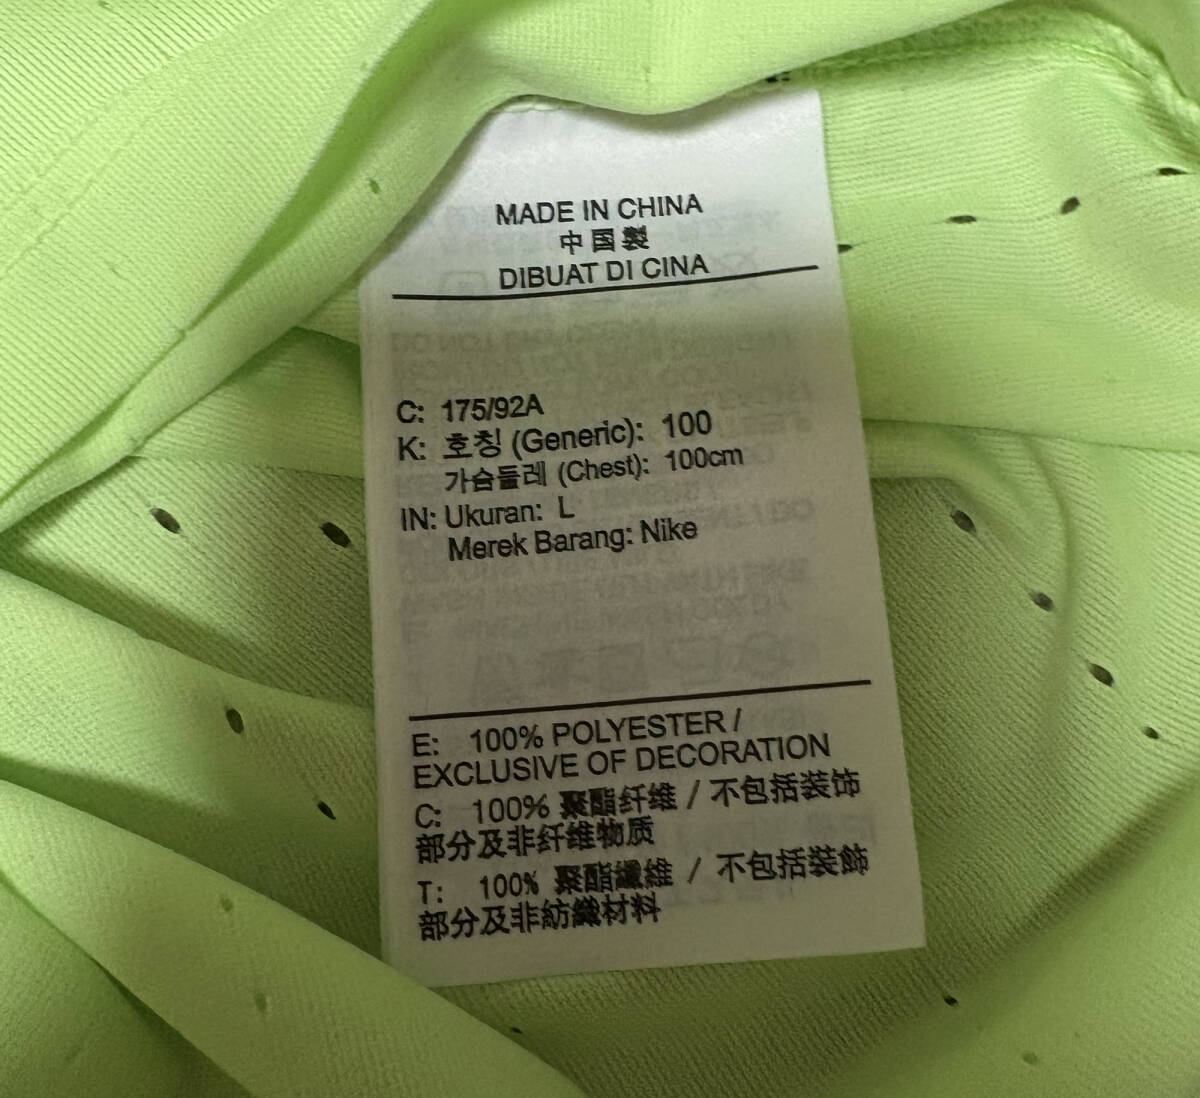 MADE IN CHINA
中国製
DIBUAT DI CINA
C: 175/92A
K: 호칭 (Generic): 100
가슴둘레 (Chest): 100cm
IN: Ukuran: L
Merek Barang: Nike
E: 100% POLYESTER /
EXCLUSIVE OF DECORATION
C: 100% 聚酯纤维 / 不包括装饰
部分及非纤维物质
T: 100% 聚酯纖維 / 不包括裝飾
部分及非紡織材料